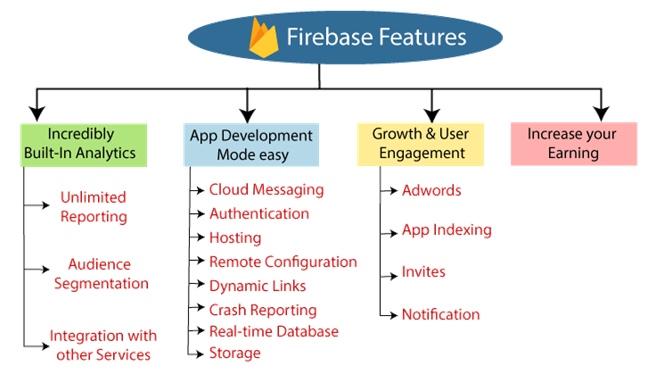 Firebase Features
Incredibly
Built-In Analytics
Unlimited
Reporting
Audience
Segmentation
Integration with
other Services
App Development
Mode easy
Cloud Messaging
Authentication
Hosting
Remote Configuration
Dynamic Links
Crash Reporting
Real-time Database
Storage
Growth & User
Engagement
Adwords
App Indexing
Invites
Notification
Increase your
Earning